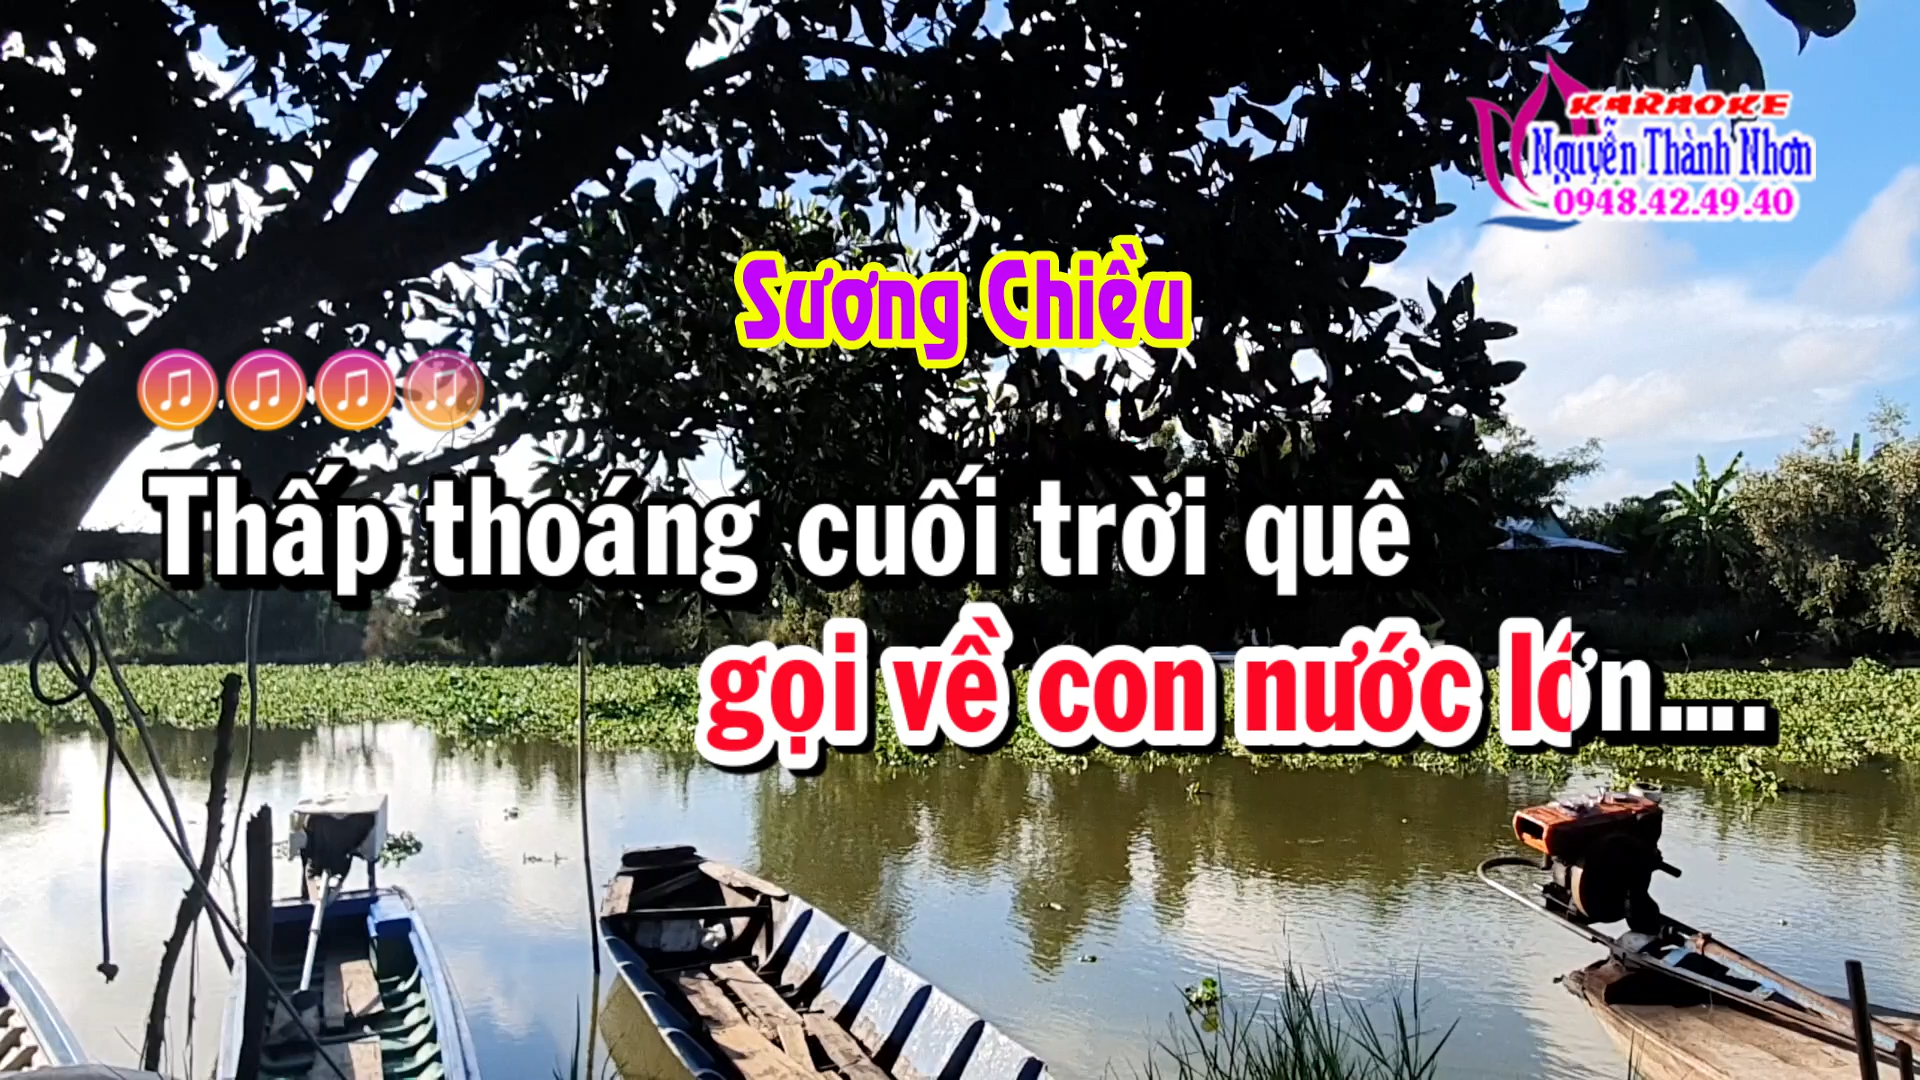 KARAOKE
Nguyễn Thành Nhơn
0948.42.49.40
Sương Chiều
Thấp thoáng cuối trời quê
gọi về con nước lớn....